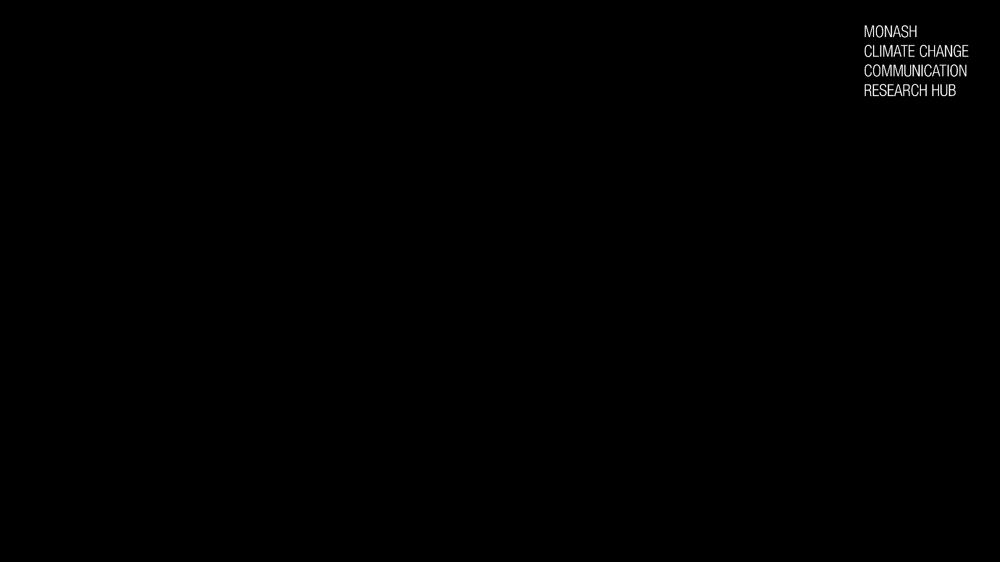 MONASH
CLIMATE CHANGE
COMMUNICATION
RESEARCH HUB